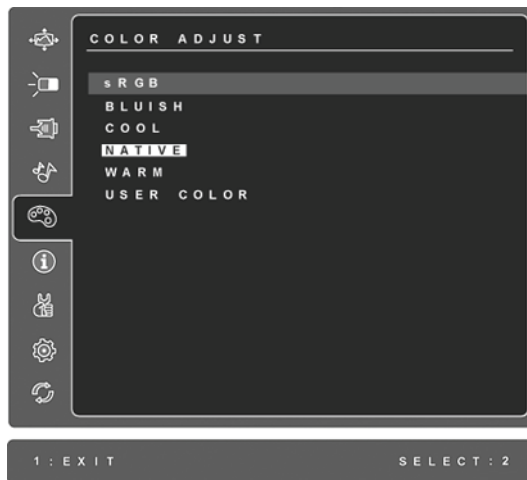 COLOR ADJUST
sRGB
BLUISH
COOL
NATIVE
WARM
USER COLOR
1:EXIT SELECT:2